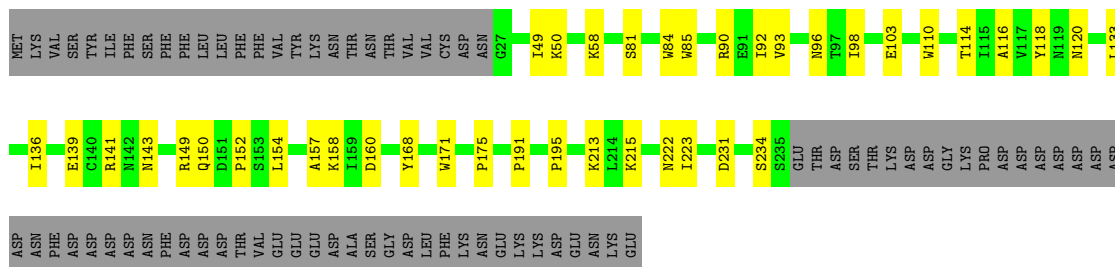 MET LYS VAL SER TYR ILE PHE SER PHE PHE LEU LEU PHE PHE VAL TYR LYS ASN THR ASN THR VAL VAL CYS ASP ASN G27 I49 K50 K58 S81 W84 W85 R90 E91 I92 V93 N96 T97 I98 E103 W110 T114 I115 A116 V117 Y118 N119 N120 L133
I136 E139 C140 R141 N142 N143 R149 Q150 D151 P152 S153 L154 A157 K158 I159 D160 Y168 W171 P175 P191 P195 K213 L214 K215 N222 I223 D231 S234 S235 GLU THR ASP SER THR LYS ASP ASP GLY LYS PRO ASP ASP ASP ASP ASP ASP ASP
ASP ASN PHE ASP ASP ASP ASP ASN PHE ASP ASP ASP THR VAL GLU GLU GLU ASP ALA SER GLY ASP LEU PHE LYS ASN GLU LYS LYS ASP GLU ASN LYS GLU